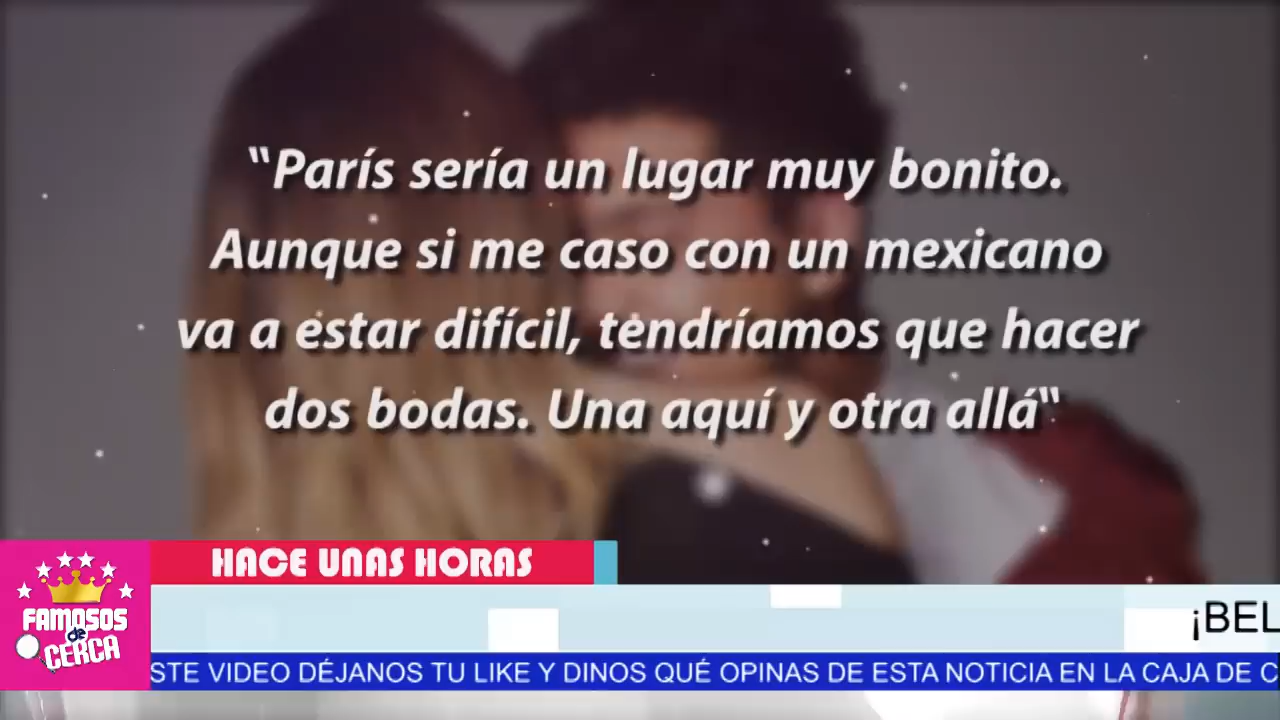 "París sería un lugar muy bonito.
Aunque si me caso con un mexicano
va a estar difícil, tendríamos que hacer
dos bodas. Una aquí y otra allá"
HACE UNAS HORAS
FAMOSOS
de
CERCA
¡BEL
STE VIDEO DÉJANOS TU LIKE Y DINOS QUÉ OPINAS DE ESTA NOTICIA EN LA CAJA DE C